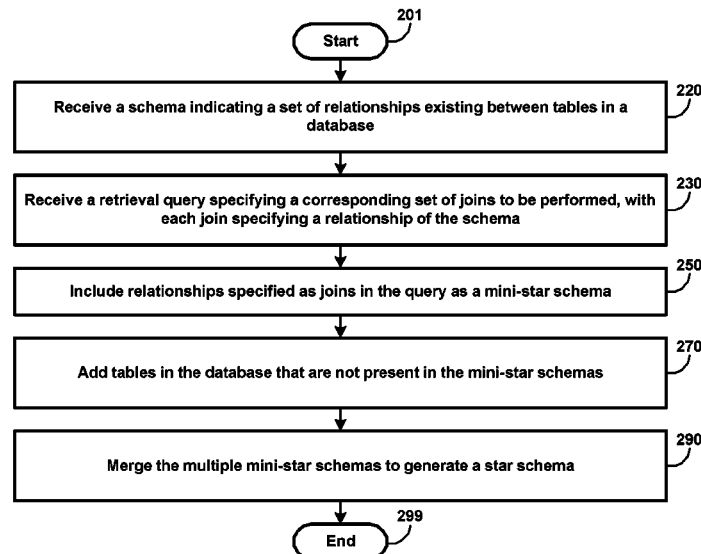 201
Start
220
Receive a schema indicating a set of relationships existing between tables in a
database
230
Receive a retrieval query specifying a corresponding set of joins to be performed, with
each join specifying a relationship of the schema
250
Include relationships specified as joins in the query as a mini-star schema
270
Add tables in the database that are not present in the mini-star schemas
290
Merge the multiple mini-star schemas to generate a star schema
299
End